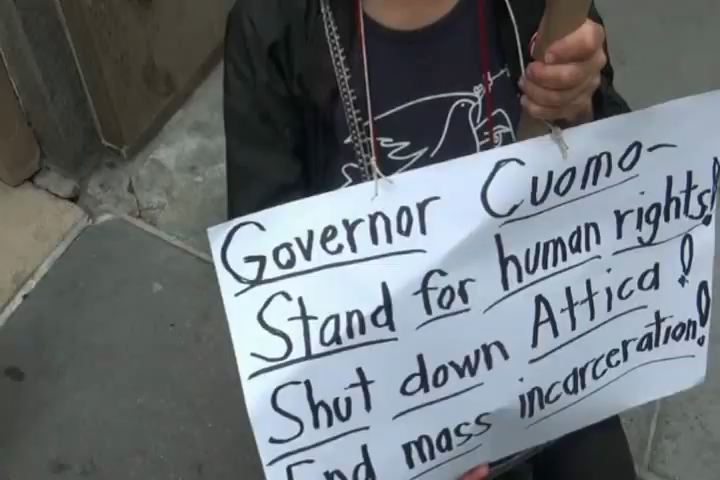 Governor Cuomo-
Stand for human rights!
Shut down Attica!
End mass incarceration!